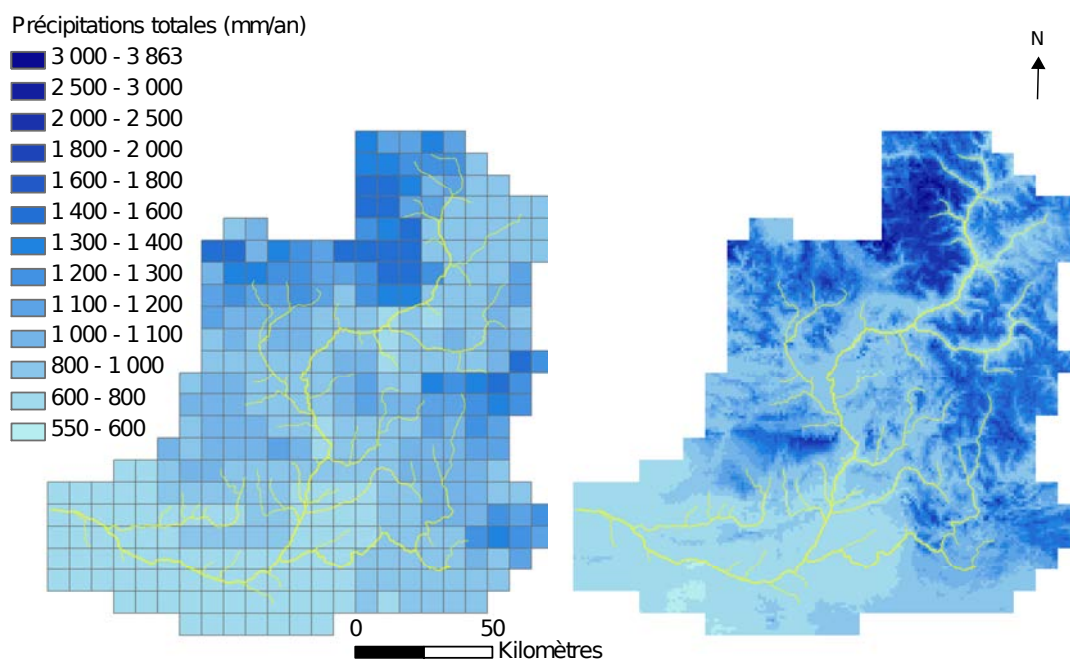 Précipitations totales (mm/an)
3 000 - 3 863
2 500 - 3 000
2 000 - 2 500
1 800 - 2 000
1 600 - 1 800
1 400 - 1 600
1 300 - 1 400
1 200 - 1 300
1 100 - 1 200
1 000 - 1 100
800 - 1 000
600 - 800
550 - 600
N
0 50
Kilomètres